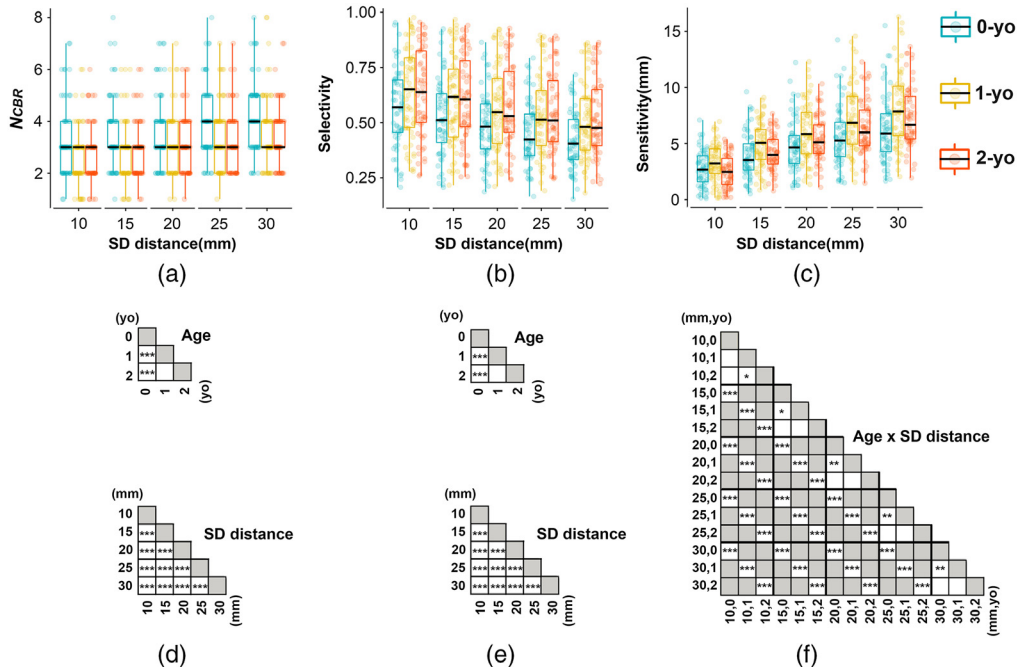 8
6
4
2
NCBR
10 15 20 25 30
SD distance(mm)
(a)
1.00
0.75
0.50
0.25
Selectivity
10 15 20 25 30
SD distance(mm)
(b)
15
10
5
0
Sensitivity(mm)
10 15 20 25 30
SD distance(mm)
(c)
0-yo
1-yo
2-yo
(yo)
Age
0
1 ***
2 ***
0 1 2 (yo)
(mm)
SD distance
10
15 ***
20 *** ***
25 *** *** ***
30 *** *** *** ***
10 15 20 25 30 (mm)
(d)
(yo)
Age
0
1 ***
2 ***
0 1 2 (yo)
(mm)
SD distance
10
15 ***
20 *** ***
25 *** *** ***
30 *** *** *** ***
10 15 20 25 30 (mm)
(e)
(mm,yo)
Age x SD distance
10,0
10,1
10,2 *
15,0 ***
15,1 *** *
15,2 ***
20,0 *** ***
20,1 *** *** **
20,2 *** ***
25,0 *** *** ***
25,1 *** *** *** **
25,2 *** *** ***
30,0 *** *** *** ***
30,1 *** *** *** *** **
30,2 *** *** *** ***
10,0 10,1 10,2 15,0 15,1 15,2 20,0 20,1 20,2 25,0 25,1 25,2 30,0 30,1 30,2 (mm,yo)
(f)